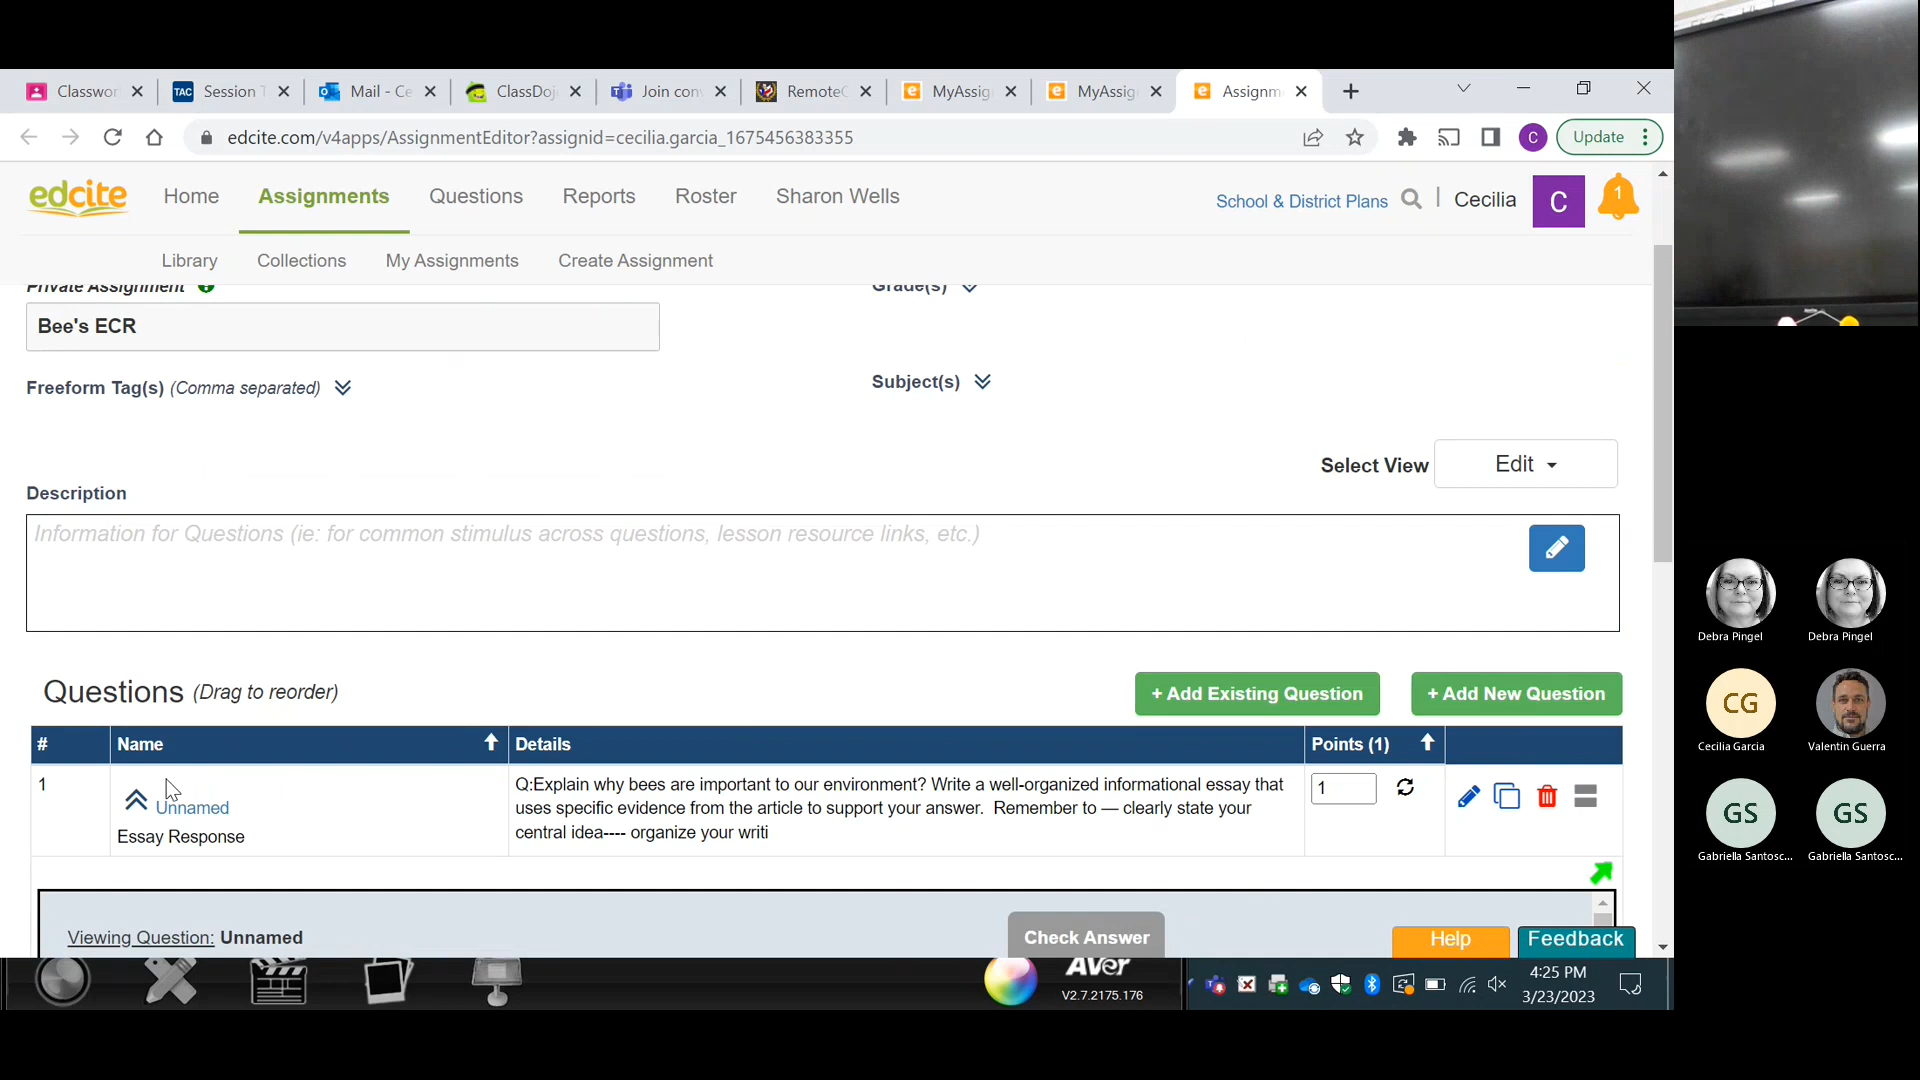 Classwor
TAC
Session T
Mail - Ce
ClassDojo
Join con
RemoteC
MyAssig
MyAssig
Assignm
edcite.com/v4apps/AssignmentEditor?assignid=cecilia.garcia_1675456383355
C
Update
edcite
Home
Assignments
Questions
Reports
Roster
Sharon Wells
School & District Plans
Cecilia
C
1
Library
Collections
My Assignments
Create Assignment
Private Assignment
Grade(s)
Bee's ECR
Freeform Tag(s) (Comma separated)
Subject(s)
Select View
Edit
Description
Information for Questions (ie: for common stimulus across questions, lesson resource links, etc.)
Questions (Drag to reorder)
+ Add Existing Question
+ Add New Question
# Name Details Points (1)
1
Unnamed
Essay Response
Q:Explain why bees are important to our environment? Write a well-organized informational essay that
uses specific evidence from the article to support your answer. Remember to — clearly state your
central idea---- organize your writi
1
Viewing Question: Unnamed
Check Answer
Help
Feedback
AVer
V2.7.2175.176
4:25 PM
3/23/2023
Debra Pingel
Debra Pingel
CG
Cecilia Garcia
Valentin Guerra
GS
GS
Gabriella Santosc...
Gabriella Santosc...